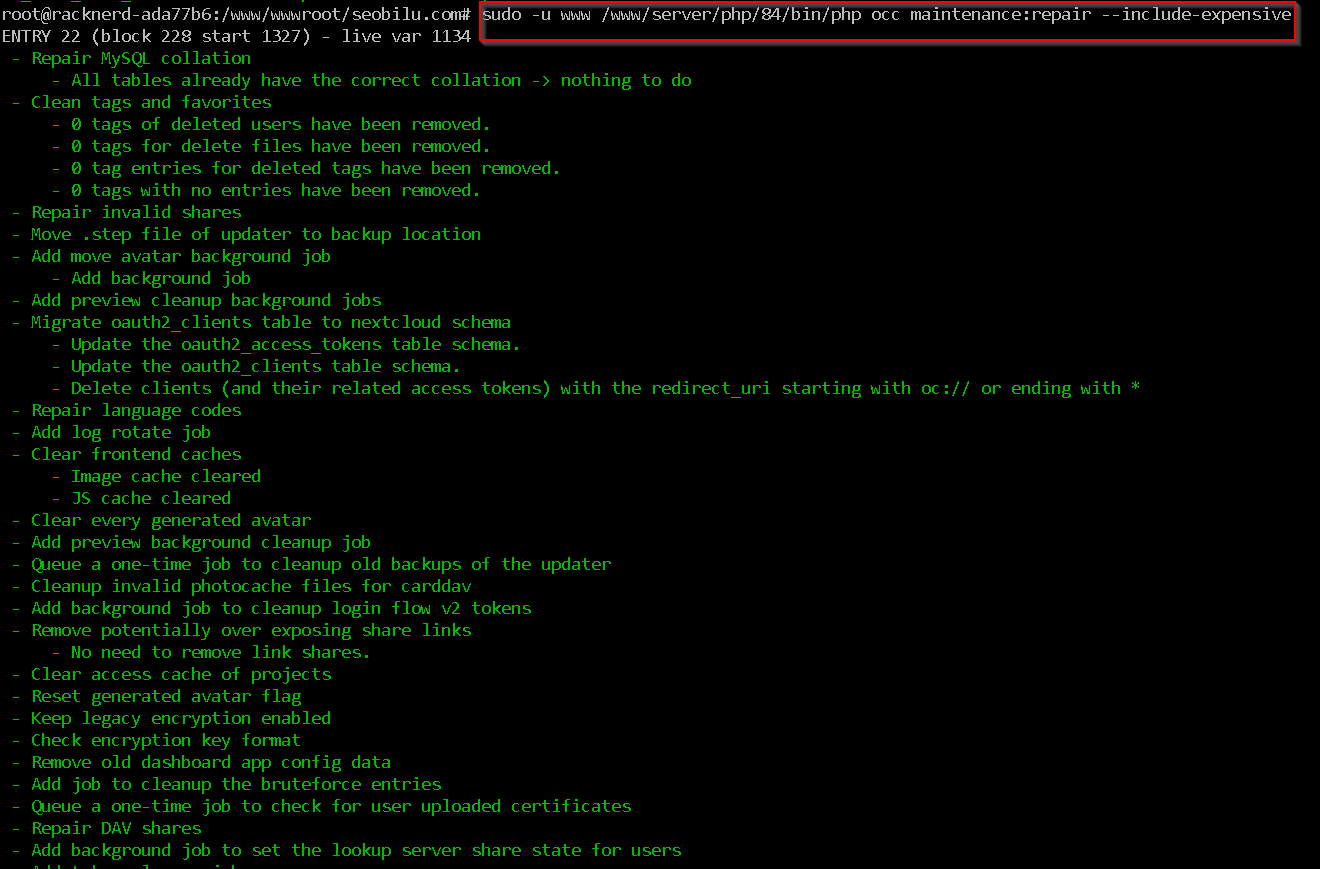 root@racknerd-ada77b6:/www/wwwroot/seobilu.com# sudo -u www /www/server/php/84/bin/php occ maintenance:repair --include-expensive
ENTRY 22 (block 228 start 1327) - live var 1134
- Repair MySQL collation
- All tables already have the correct collation -> nothing to do
- Clean tags and favorites
- 0 tags of deleted users have been removed.
- 0 tags for delete files have been removed.
- 0 tag entries for deleted tags have been removed.
- 0 tags with no entries have been removed.
- Repair invalid shares
- Move .step file of updater to backup location
- Add move avatar background job
- Add background job
- Add preview cleanup background jobs
- Migrate oauth2_clients table to nextcloud schema
- Update the oauth2_access_tokens table schema.
- Update the oauth2_clients table schema.
- Delete clients (and their related access tokens) with the redirect_uri starting with oc:// or ending with *
- Repair language codes
- Add log rotate job
- Clear frontend caches
- Image cache cleared
- JS cache cleared
- Clear every generated avatar
- Add preview background cleanup job
- Queue a one-time job to cleanup old backups of the updater
- Cleanup invalid photocache files for carddav
- Add background job to cleanup login flow v2 tokens
- Remove potentially over exposing share links
- No need to remove link shares.
- Clear access cache of projects
- Reset generated avatar flag
- Keep legacy encryption enabled
- Check encryption key format
- Remove old dashboard app config data
- Add job to cleanup the bruteforce entries
- Queue a one-time job to check for user uploaded certificates
- Repair DAV shares
- Add background job to set the lookup server share state for users